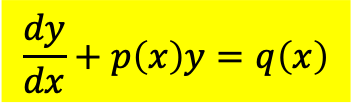 dy/dx + p(x)y = q(x)